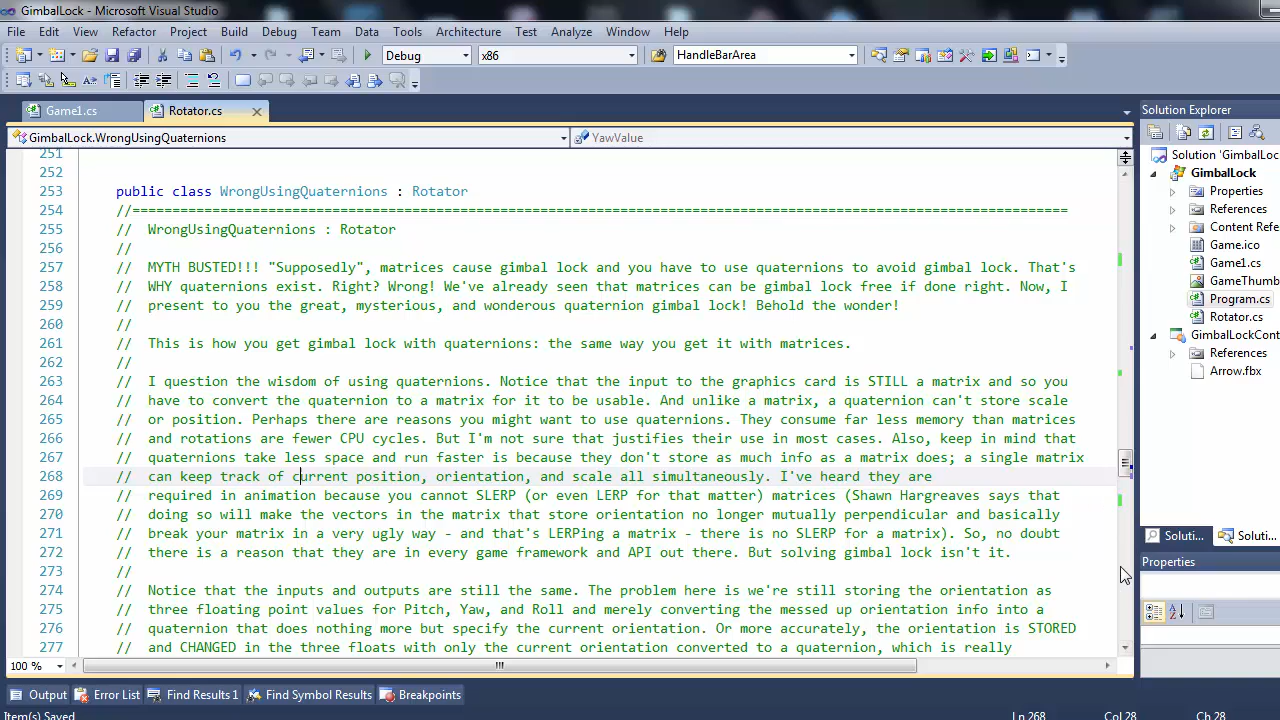 GimbalLock - Microsoft Visual Studio
File Edit View Refactor Project Build Debug Team Data Tools Architecture Test Analyze Window Help
Debug x86 HandleBarArea
Game1.cs Rotator.cs
GimbalLock.WrongUsingQuaternions YawValue
251
252
253 public class WrongUsingQuaternions : Rotator
254 //=====================================================================================================================
255 // WrongUsingQuaternions : Rotator
256 //
257 // MYTH BUSTED!!! "Supposedly", matrices cause gimbal lock and you have to use quaternions to avoid gimbal lock. That's
258 // WHY quaternions exist. Right? Wrong! We've already seen that matrices can be gimbal lock free if done right. Now, I
259 // present to you the great, mysterious, and wonderous quaternion gimbal lock! Behold the wonder!
260 //
261 // This is how you get gimbal lock with quaternions: the same way you get it with matrices.
262 //
263 // I question the wisdom of using quaternions. Notice that the input to the graphics card is STILL a matrix and so you
264 // have to convert the quaternion to a matrix for it to be usable. And unlike a matrix, a quaternion can't store scale
265 // or position. Perhaps there are reasons you might want to use quaternions. They consume far less memory than matrices
266 // and rotations are fewer CPU cycles. But I'm not sure that justifies their use in most cases. Also, keep in mind that
267 // quaternions take less space and run faster is because they don't store as much info as a matrix does; a single matrix
268 // can keep track of current position, orientation, and scale all simultaneously. I've heard they are
269 // required in animation because you cannot SLERP (or even LERP for that matter) matrices (Shawn Hargreaves says that
270 // doing so will make the vectors in the matrix that store orientation no longer mutually perpendicular and basically
271 // break your matrix in a very ugly way - and that's LERPing a matrix - there is no SLERP for a matrix). So, no doubt
272 // there is a reason that they are in every game framework and API out there. But solving gimbal lock isn't it.
273 //
274 // Notice that the inputs and outputs are still the same. The problem here is we're still storing the orientation as
275 // three floating point values for Pitch, Yaw, and Roll and merely converting the messed up orientation info into a
276 // quaternion that does nothing more but specify the current orientation. Or more accurately, the orientation is STORED
277 // and CHANGED in the three floats with only the current orientation converted to a quaternion, which is really
100 %
Solution Explorer
Solution 'GimbalLoc
GimbalLock
Properties
References
Content Refe
Game.ico
Game1.cs
GameThumb
Program.cs
Rotator.cs
GimbalLockCont
References
Arrow.fbx
Soluti... Soluti...
Properties
Output Error List Find Results 1 Find Symbol Results Breakpoints
Item(s) Saved Ln 268 Col 28 Ch 28